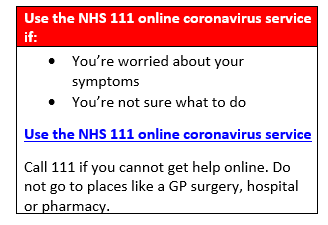 Use the NHS 111 online coronavirus service
if:
• You’re worried about your
symptoms
• You’re not sure what to do
Use the NHS 111 online coronavirus service
Call 111 if you cannot get help online. Do
not go to places like a GP surgery, hospital
or pharmacy.